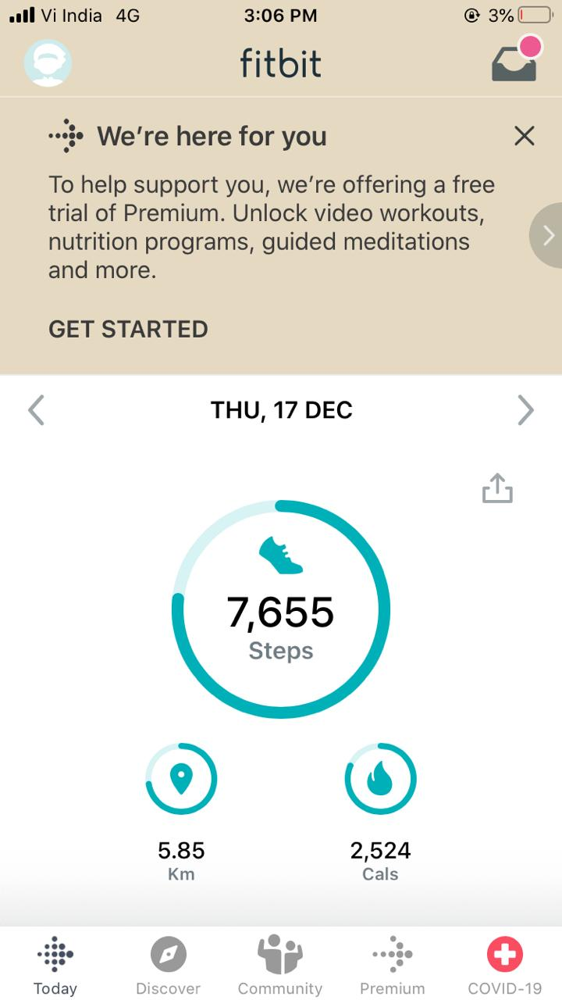 Vi India 4G 3:06 PM 3%
fitbit
We’re here for you
To help support you, we’re offering a free
trial of Premium. Unlock video workouts,
nutrition programs, guided meditations
and more.
GET STARTED
THU, 17 DEC
7,655
Steps
5.85 2,524
Km Cals
Today Discover Community Premium COVID-19